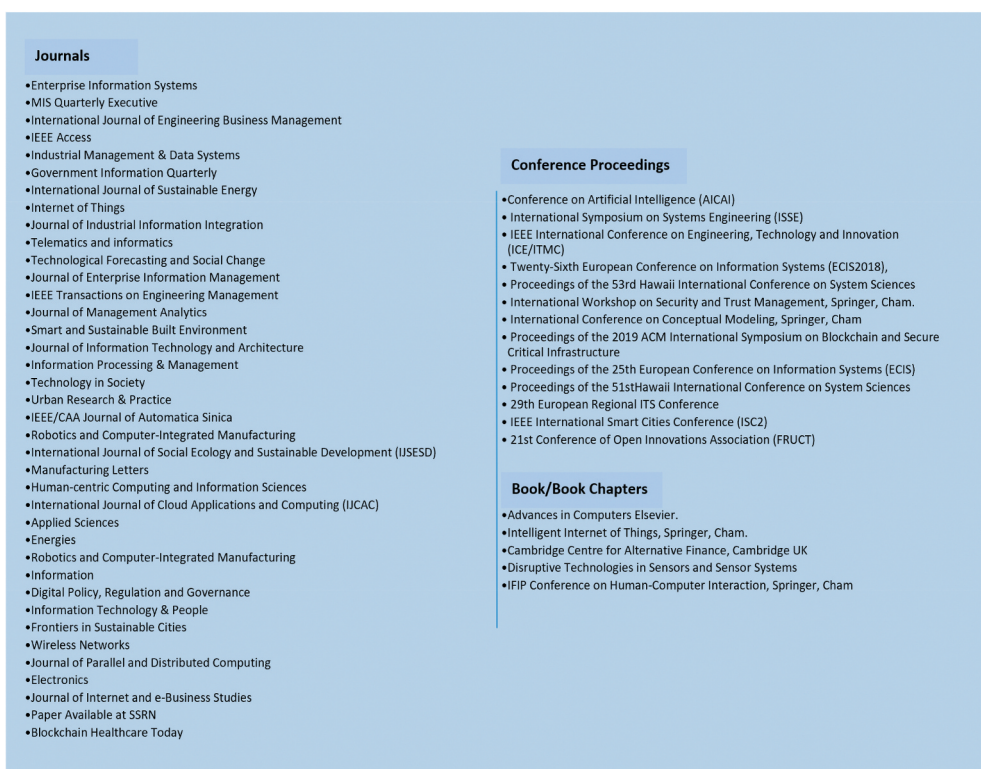 Journals
•Enterprise Information Systems
•MIS Quarterly Executive
•International Journal of Engineering Business Management
•IEEE Access
•Industrial Management & Data Systems
•Government Information Quarterly
•International Journal of Sustainable Energy
•Internet of Things
•Journal of Industrial Information Integration
•Telematics and informatics
•Technological Forecasting and Social Change
•Journal of Enterprise Information Management
•IEEE Transactions on Engineering Management
•Journal of Management Analytics
•Smart and Sustainable Built Environment
•Journal of Information Technology and Architecture
•Information Processing & Management
•Technology in Society
•Urban Research & Practice
•IEEE/CAA Journal of Automatica Sinica
•Robotics and Computer-Integrated Manufacturing
•International Journal of Social Ecology and Sustainable Development (IJSESD)
•Manufacturing Letters
•Human-centric Computing and Information Sciences
•International Journal of Cloud Applications and Computing (IJCAC)
•Applied Sciences
•Energies
•Robotics and Computer-Integrated Manufacturing
•Information
•Digital Policy, Regulation and Governance
•Information Technology & People
•Frontiers in Sustainable Cities
•Wireless Networks
•Journal of Parallel and Distributed Computing
•Electronics
•Journal of Internet and e-Business Studies
•Paper Available at SSRN
•Blockchain Healthcare Today
Conference Proceedings
•Conference on Artificial Intelligence (AICAI)
• International Symposium on Systems Engineering (ISSE)
• IEEE International Conference on Engineering, Technology and Innovation
(ICE/ITMC)
• Twenty-Sixth European Conference on Information Systems (ECIS2018),
• Proceedings of the 53rd Hawaii International Conference on System Sciences
• International Workshop on Security and Trust Management, Springer, Cham.
• International Conference on Conceptual Modeling, Springer, Cham
• Proceedings of the 2019 ACM International Symposium on Blockchain and Secure
Critical Infrastructure
• Proceedings of the 25th European Conference on Information Systems (ECIS)
• Proceedings of the 51stHawaii International Conference on System Sciences
• 29th European Regional ITS Conference
• IEEE International Smart Cities Conference (ISC2)
• 21st Conference of Open Innovations Association (FRUCT)
Book/Book Chapters
•Advances in Computers Elsevier.
•Intelligent Internet of Things, Springer, Cham.
•Cambridge Centre for Alternative Finance, Cambridge UK
•Disruptive Technologies in Sensors and Sensor Systems
•IFIP Conference on Human-Computer Interaction, Springer, Cham